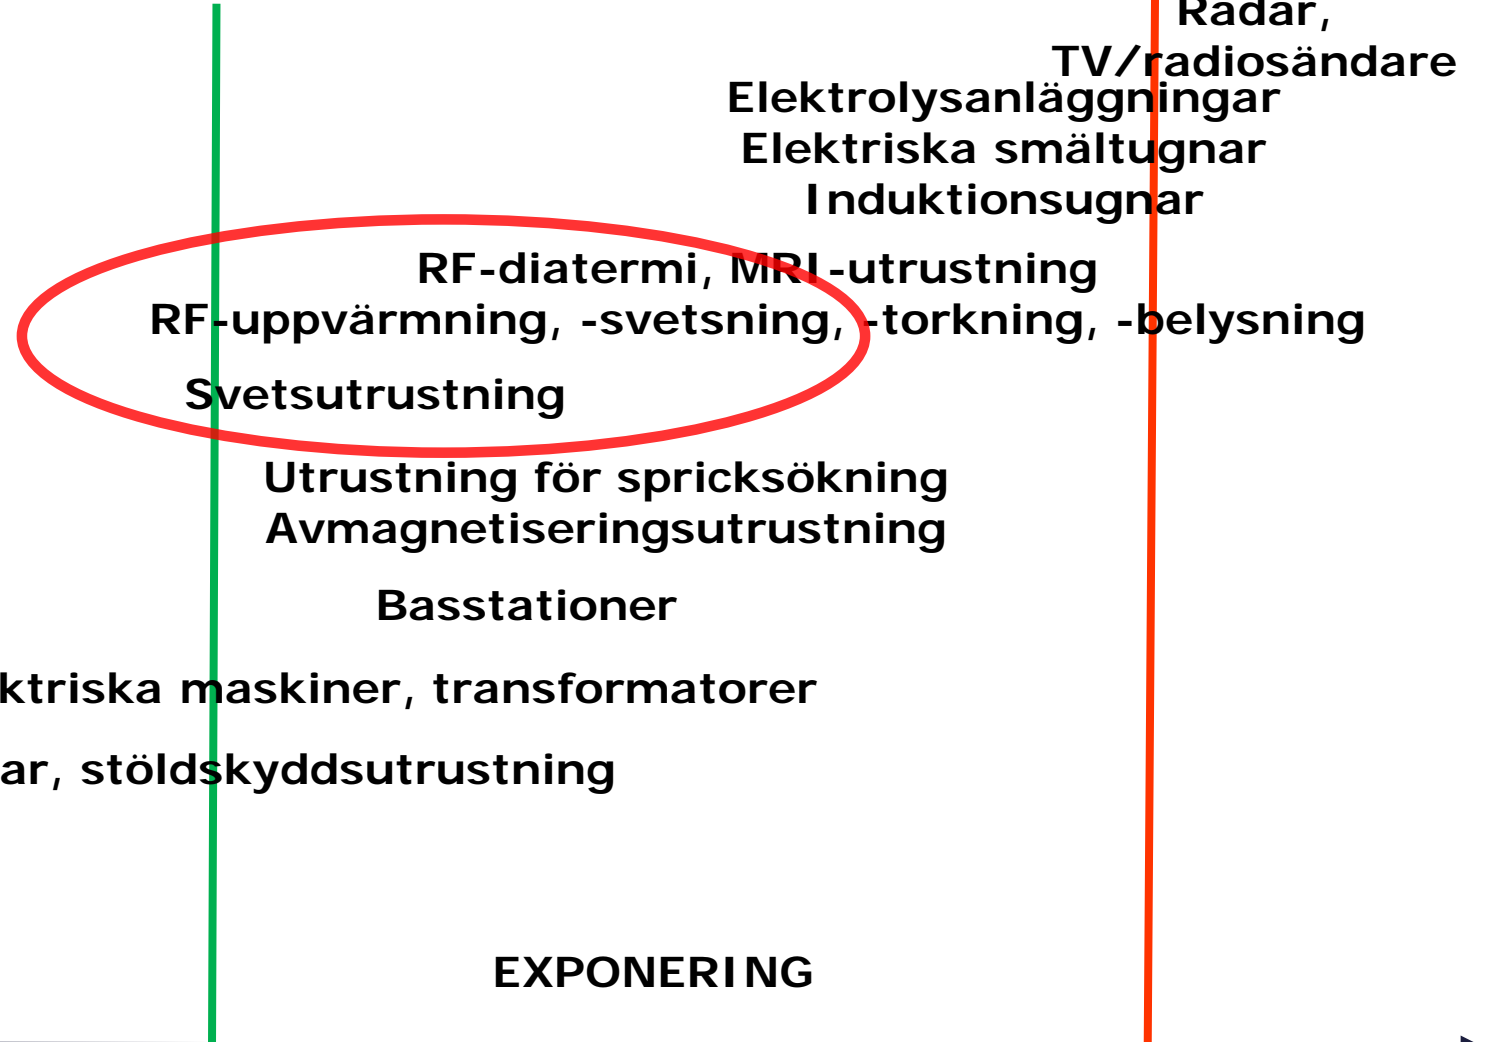 Radar,
TV/radiosändare
Elektrolysanläggningar
Elektriska smältugnar
Induktionsugnar
RF-diatermi, MRI-utrustning
RF-uppvärmning, -svetsning, -torkning, -belysning
Svetsutrustning
Utrustning för spricksökning
Avmagnetiseringsutrustning
Basstationer
ktriska maskiner, transformatorer
ar, stöldskyddsutrustning
EXPONERING